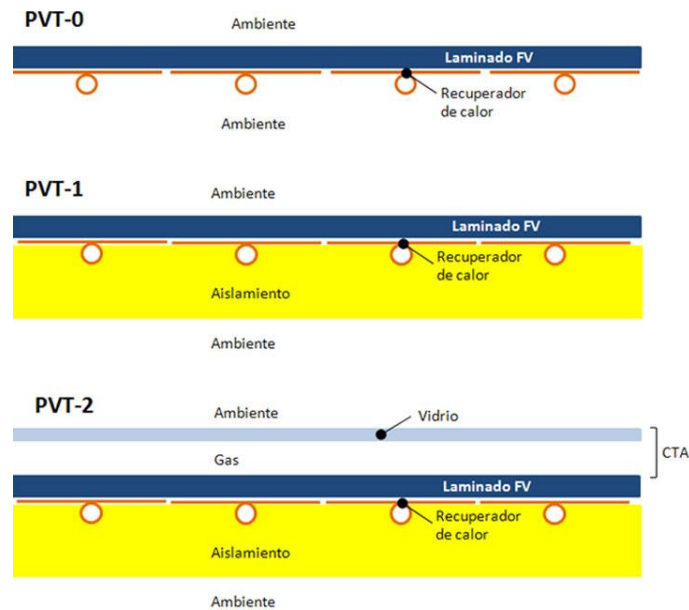 PVT-0
Ambiente
Laminado FV
Recuperador
de calor
Ambiente
PVT-1
Ambiente
Laminado FV
Recuperador
de calor
Aislamiento
Ambiente
PVT-2
Ambiente
Vidrio
Gas
CTA
Laminado FV
Recuperador
de calor
Aislamiento
Ambiente